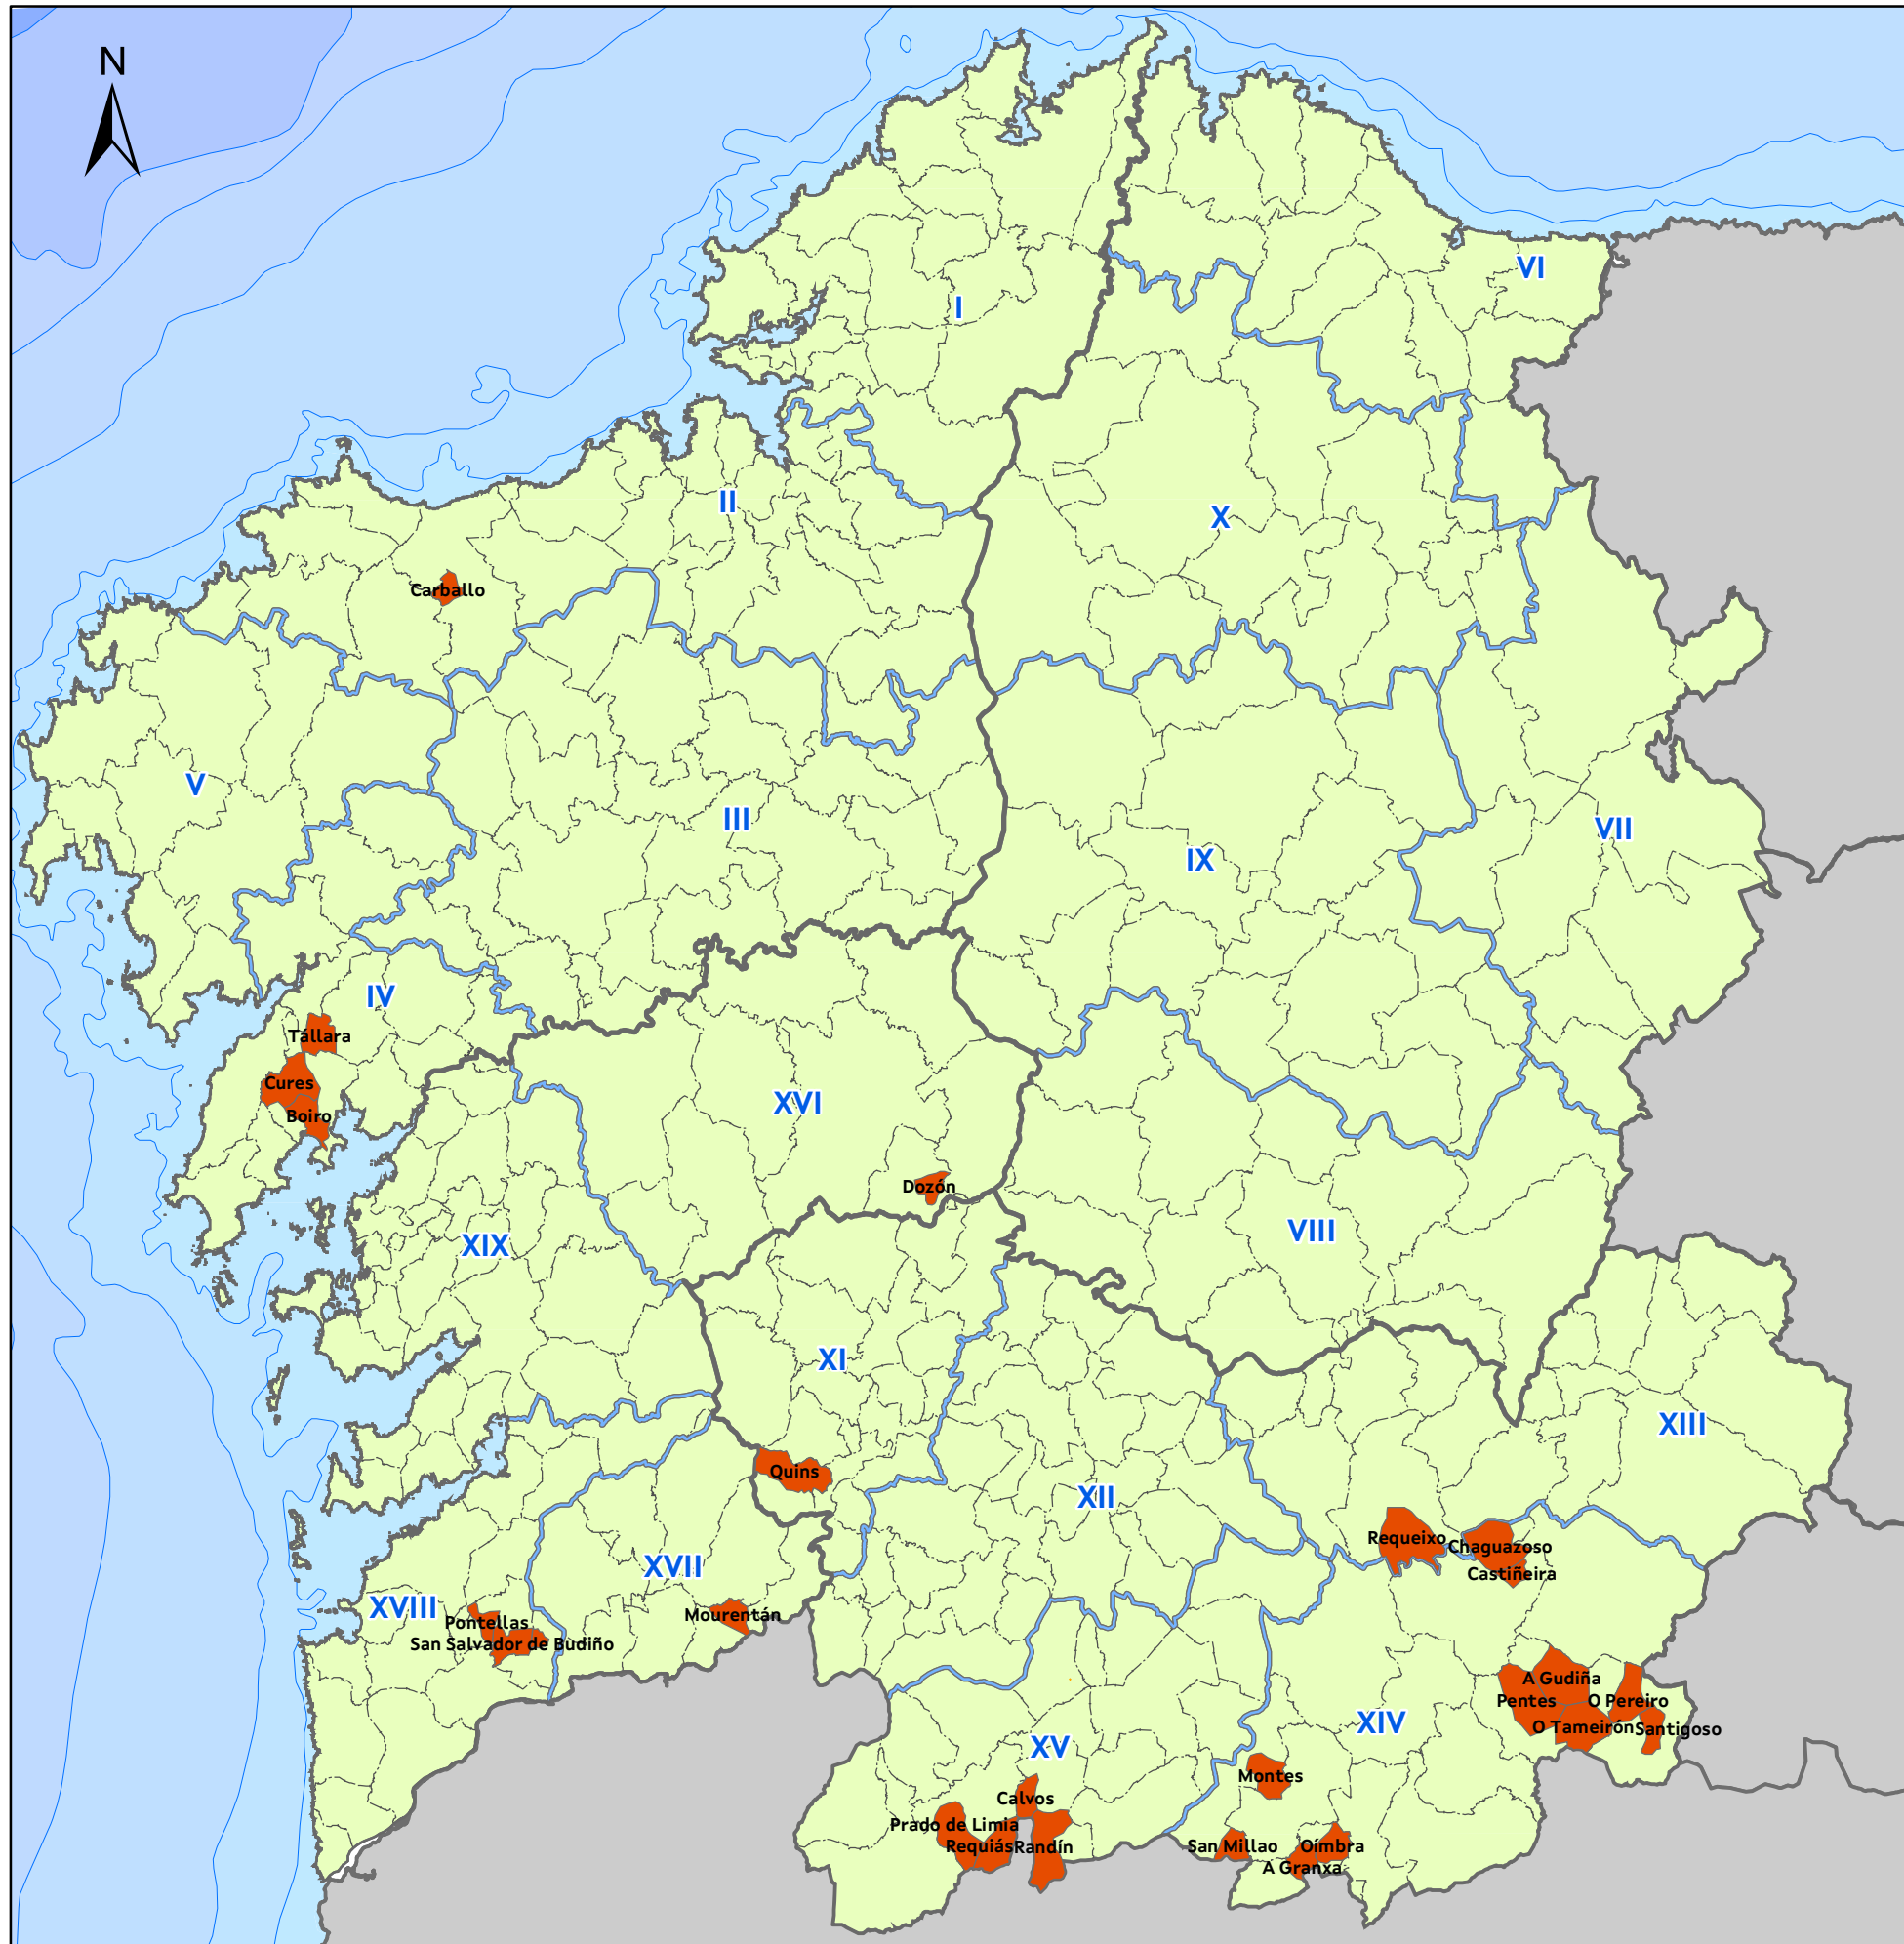 N
VI
I
II
X
Carballo
V
III
VII
IX
IV
Tállara
Cures
Boiro
XVI
Dozón
VIII
XIX
XI
XIII
Quins
XII
Requeixo
Chaguazoso
Castiñeira
XVII
XVIII
Pontellas
Mourentán
San Salvador de Budiño
A Gudiña
Pentes
O Pereiro
O Tameirón
Santigoso
XIV
XV
Montes
Calvos
Prado de Limia
Requiás
Randín
San Millao
Oímbra
A Granxa